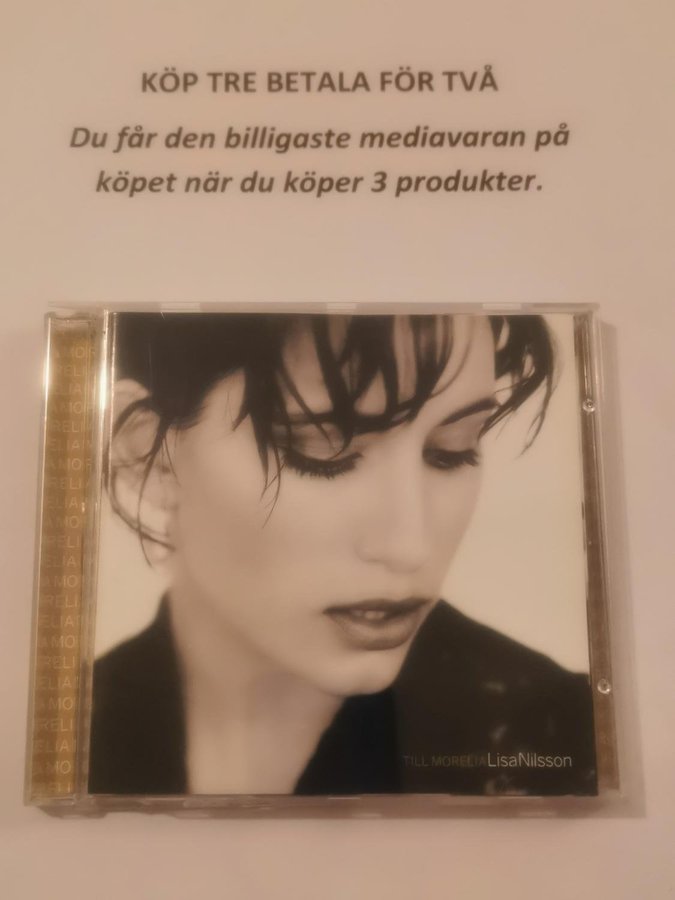 KÖP TRE BETALA FÖR TVÅ
Du får den billigaste mediavaran på
köpet när du köper 3 produkter.
TILL MORELIA LisaNilsson